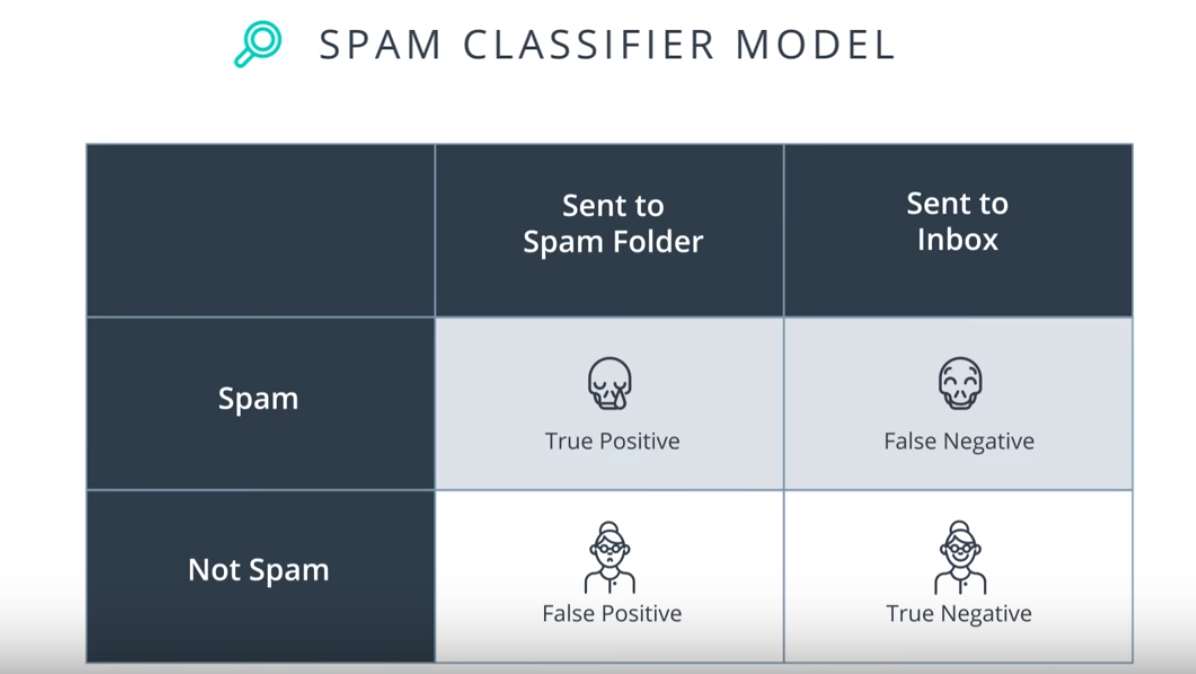 SPAM CLASSIFIER MODEL
Sent to
Spam Folder
Sent to
Inbox
Spam
True Positive
False Negative
Not Spam
False Positive
True Negative